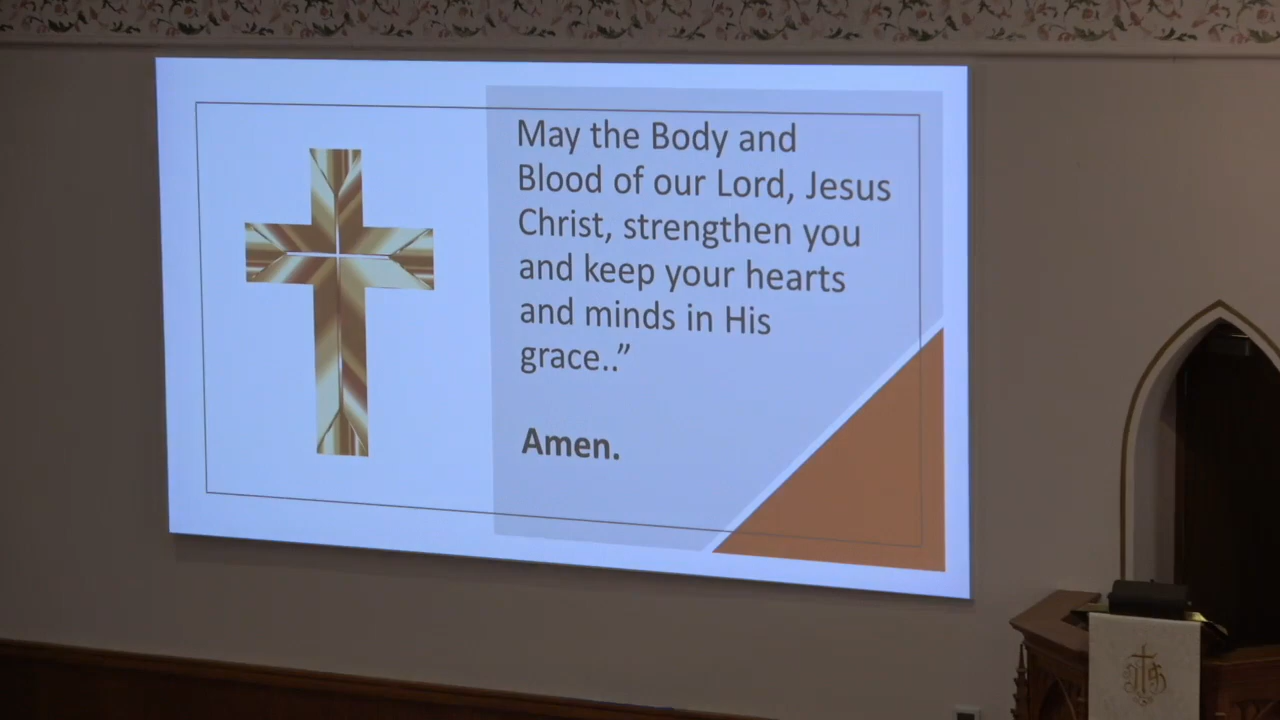 May the Body and
Blood of our Lord, Jesus
Christ, strengthen you
and keep your hearts
and minds in His
grace..”
Amen.